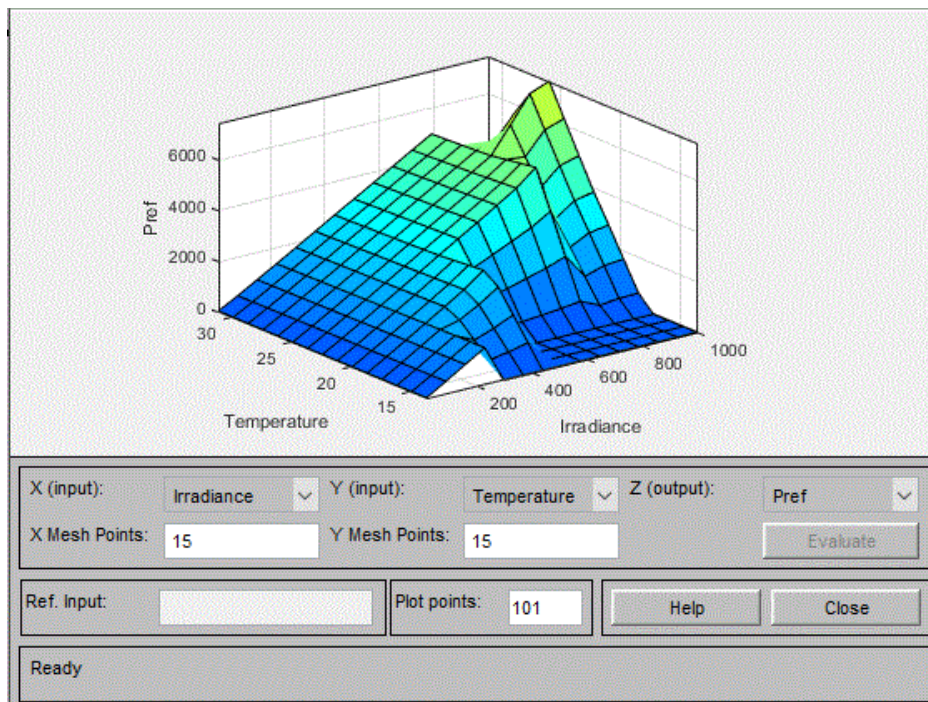 6000
4000
2000
0
Pref
30
25
20
15
Temperature
200
400
600
800
1000
Irradiance
X (input): Irradiance Y (input): Temperature Z (output): Pref
X Mesh Points: 15 Y Mesh Points: 15 Evaluate
Ref. Input: Plot points: 101 Help Close
Ready